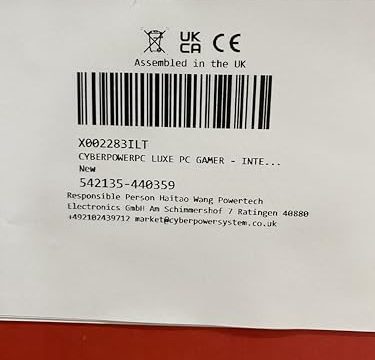 UK
CA CE
Assembled in the UK
X002283ILT
CYBERPOWERPC LUXE PC GAMER - INTE...
New
542135-440359
Responsible Person Haitao Wang Powertech
Electronics GmbH Am Schimmershof 7 Ratingen 40880
+492102439712 market@cyberpowersystem.co.uk